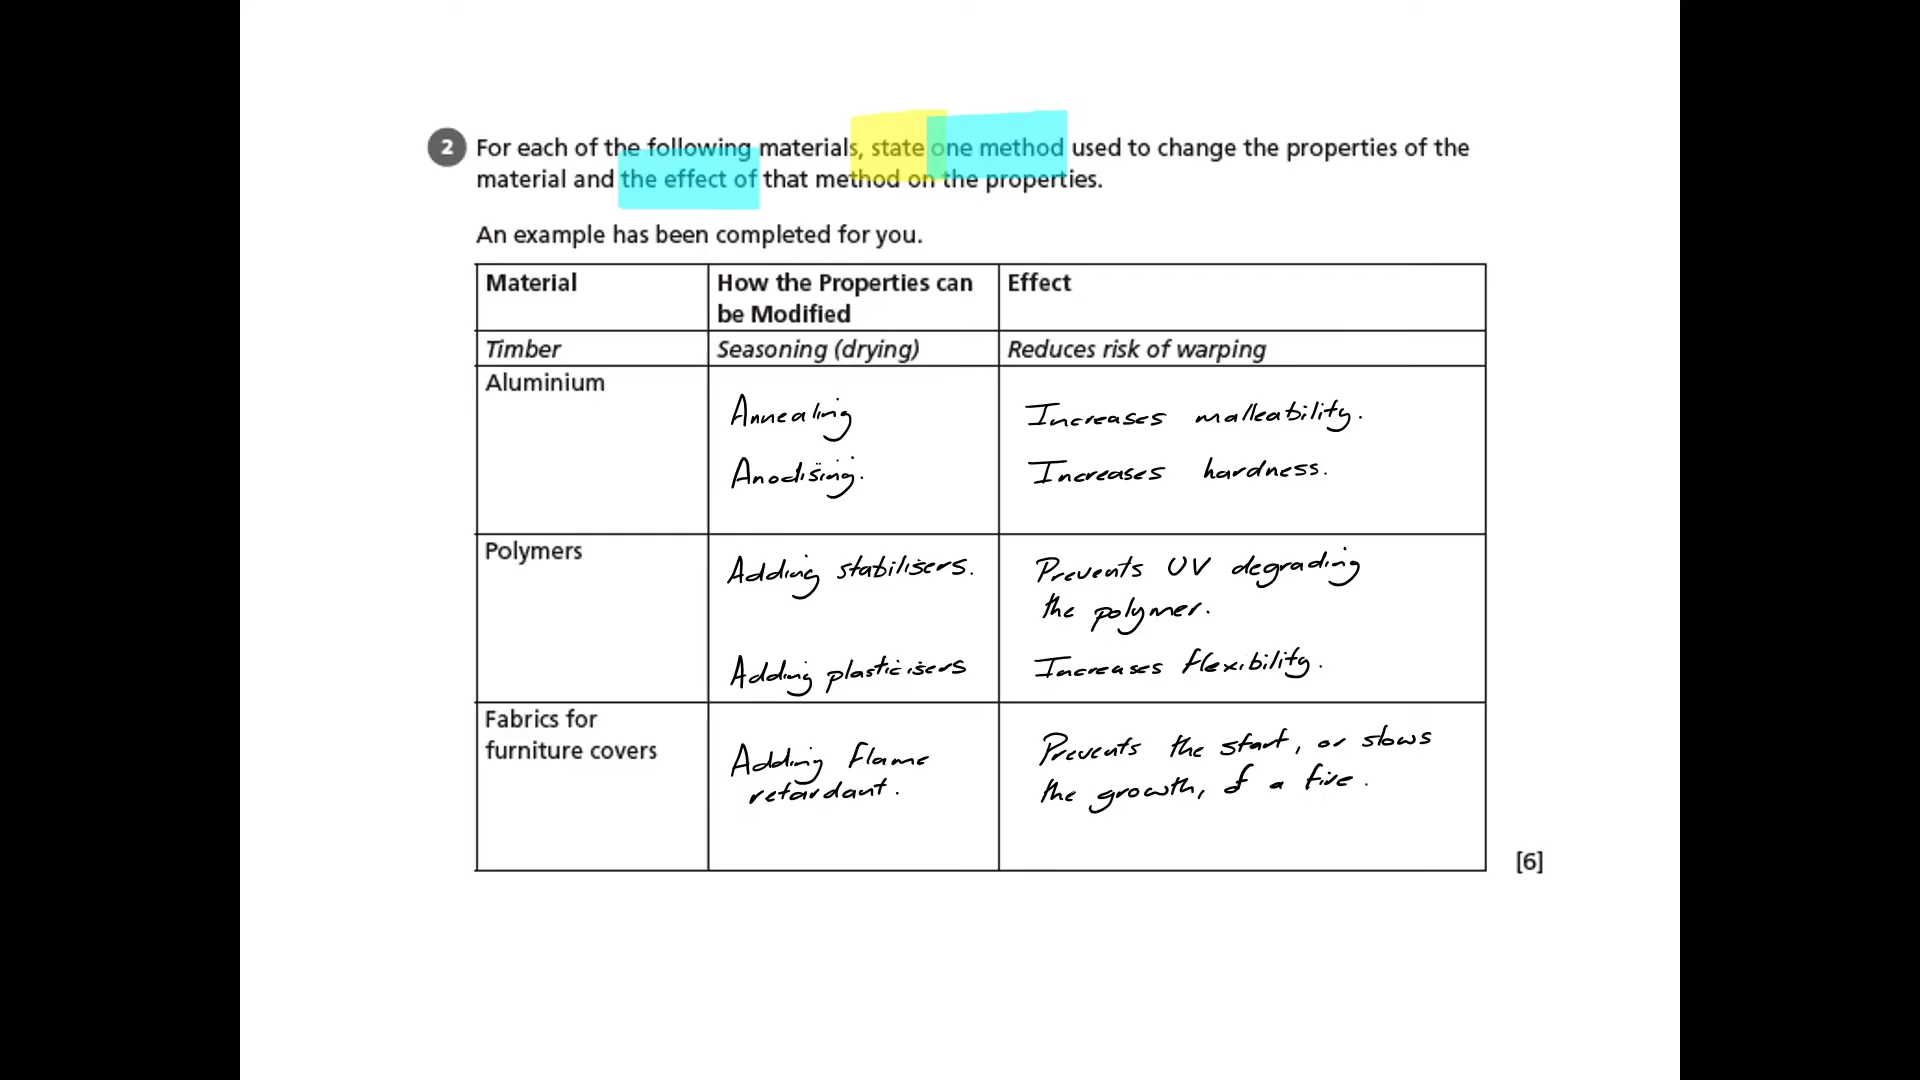 2 For each of the following materials, state one method used to change the properties of the
material and the effect of that method on the properties.
An example has been completed for you.
Material How the Properties can be Modified Effect
Timber Seasoning (drying) Reduces risk of warping
Aluminium
Annealing Increases malleability.
Anodising. Increases hardness.
Polymers
Adding stabilisers. Prevents UV degrading
the polymer.
Adding plasticisers Increases flexibility.
Fabrics for
furniture covers
Adding flame Prevents the start, or slows
retardant. the growth, of a fire.
[6]